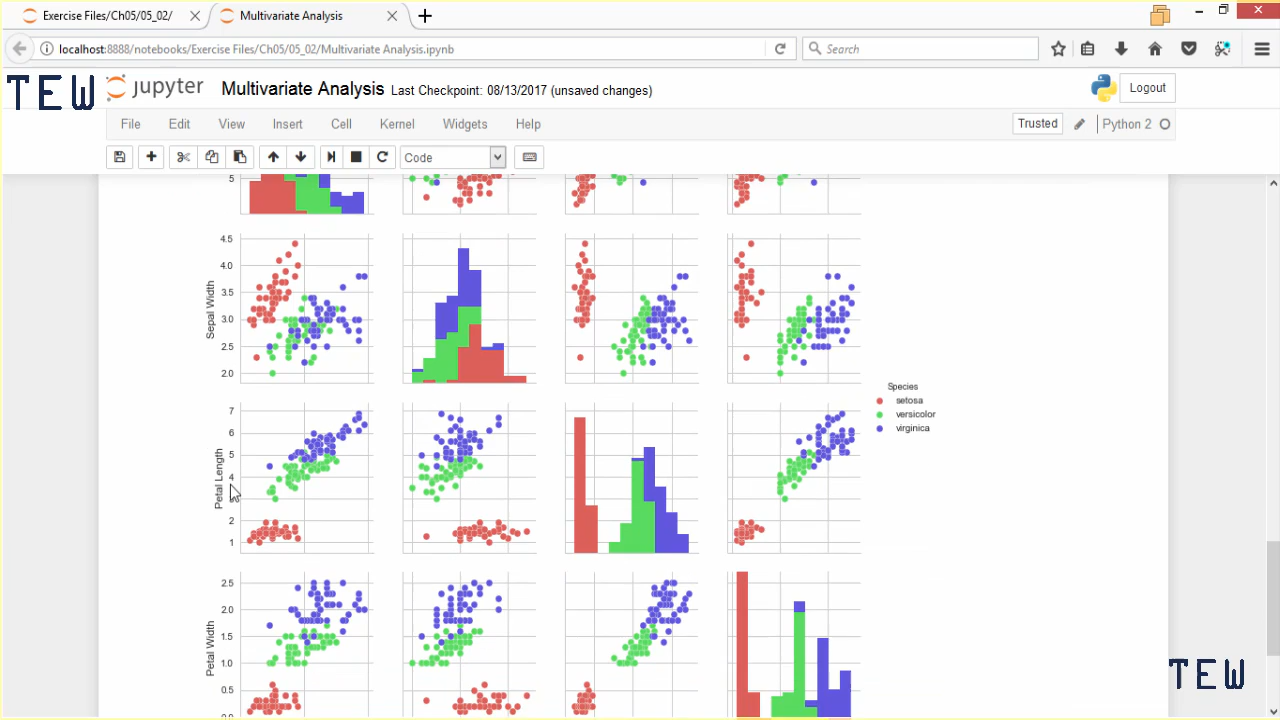 Exercise Files/Ch05/05_02/
Multivariate Analysis
localhost:8888/notebooks/Exercise Files/Ch05/05_02/Multivariate Analysis.ipynb
Search
TEW
jupyter
Multivariate Analysis Last Checkpoint: 08/13/2017 (unsaved changes)
Logout
File Edit View Insert Cell Kernel Widgets Help
Trusted
Python 2
Code
5
4.5
4.0
3.5
3.0
2.5
2.0
Sepal Width
Species
setosa
versicolor
virginica
7
6
5
4
2
1
Petal Length
2.5
2.0
1.5
1.0
0.5
0.0
Petal Width
TEW